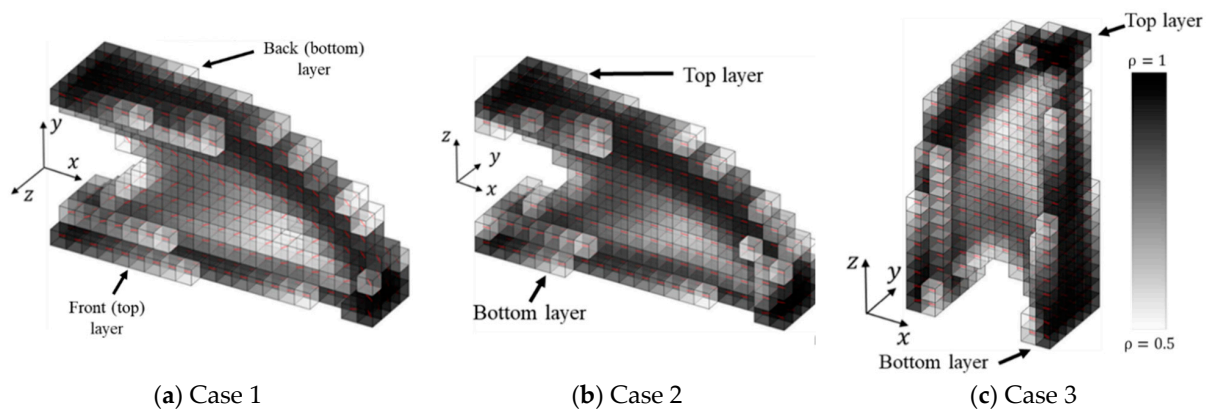 Back (bottom)
layer
y
x
z
Front (top)
layer
(a) Case 1
Top layer
z
y
x
Bottom layer
(b) Case 2
Top layer
ρ = 1
z
y
x
ρ = 0.5
Bottom layer
(c) Case 3